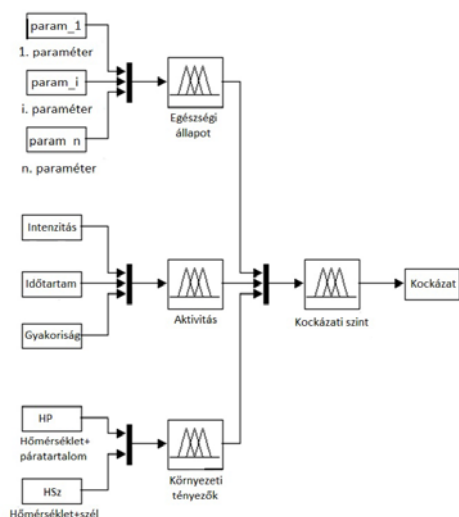 param_1
1. paraméter
param_i
i. paraméter
param n
n. paraméter
Egészségi
állapot
Intenzitás
Időtartam
Gyakoriság
Aktivitás
Kockázati szint
Kockázat
HP
Hőmérséklet+
páratartalom
HSz
Hőmérséklet+szél
Környezeti
tényezők